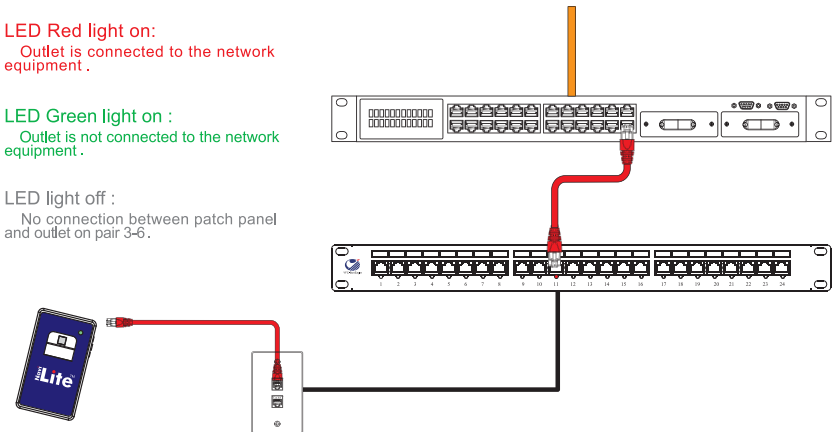 LED Red light on:
Outlet is connected to the network
equipment .
LED Green light on :
Outlet is not connected to the network
equipment .
LED light off :
No connection between patch panel
and outlet on pair 3-6 .
1 2 3 4 5 6 7 8 9 10 11 12 13 14 15 16 17 18 19 20 21 22 23 24
Lite™